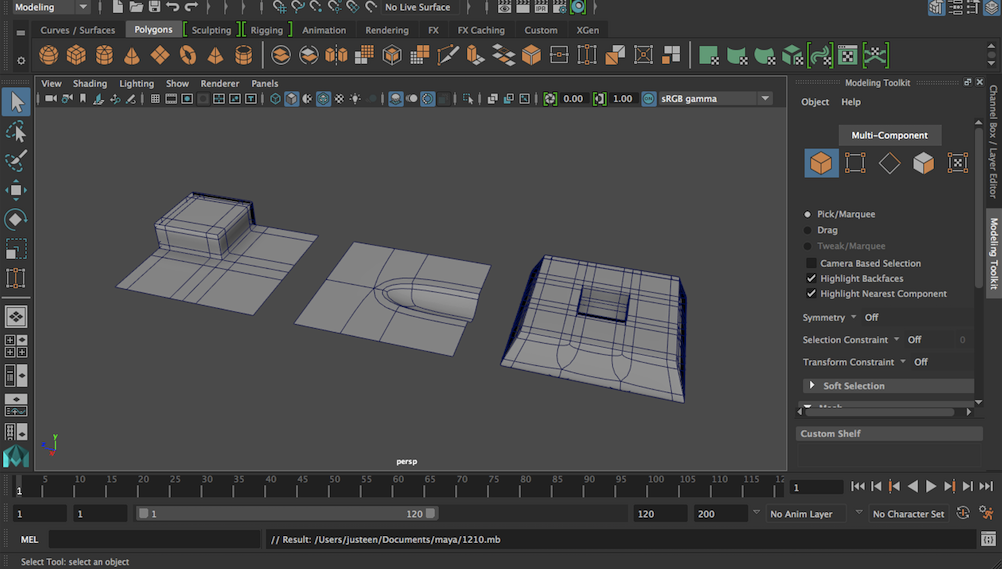 Modeling No Live Surface
Curves / Surfaces Polygons Sculpting Rigging Animation Rendering FX FX Caching Custom XGen
View Shading Lighting Show Renderer Panels
0.00 1.00 sRGB gamma
persp
Modeling Toolkit
Object Help
Multi-Component
Pick/Marquee
Drag
Tweak/Marquee
Camera Based Selection
Highlight Backfaces
Highlight Nearest Component
Symmetry Off
Selection Constraint Off 0
Transform Constraint Off
Soft Selection
Custom Shelf
Channel Box / Layer Editor
Modeling Toolkit
1 5 10 15 20 25 30 35 40 45 50 55 60 65 70 75 80 85 90 95 100 105 110 115 1
1 1 1 120 120 200 No Anim Layer No Character Set
MEL // Result: /Users/justeen/Documents/maya/1210.mb
Select Tool: select an object